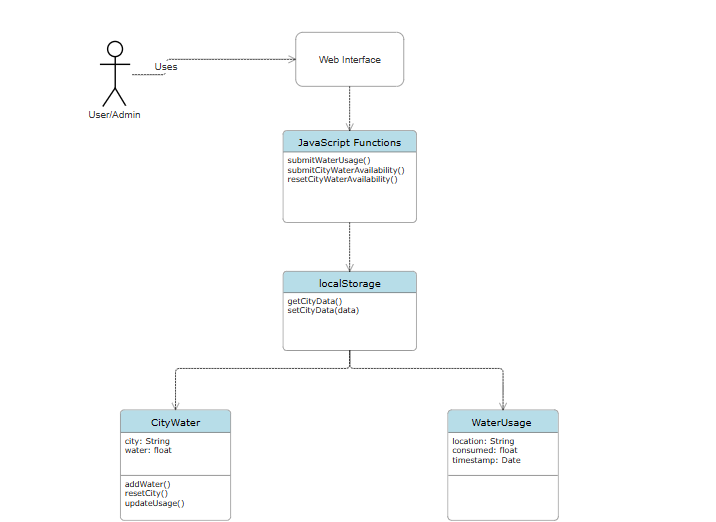 Web Interface
Uses
User/Admin
JavaScript Functions
submitWaterUsage()
submitCityWaterAvailability()
resetCityWaterAvailability()
localStorage
getCityData()
setCityData(data)
CityWater
city: String
water: float
addWater()
resetCity()
updateUsage()
WaterUsage
location: String
consumed: float
timestamp: Date